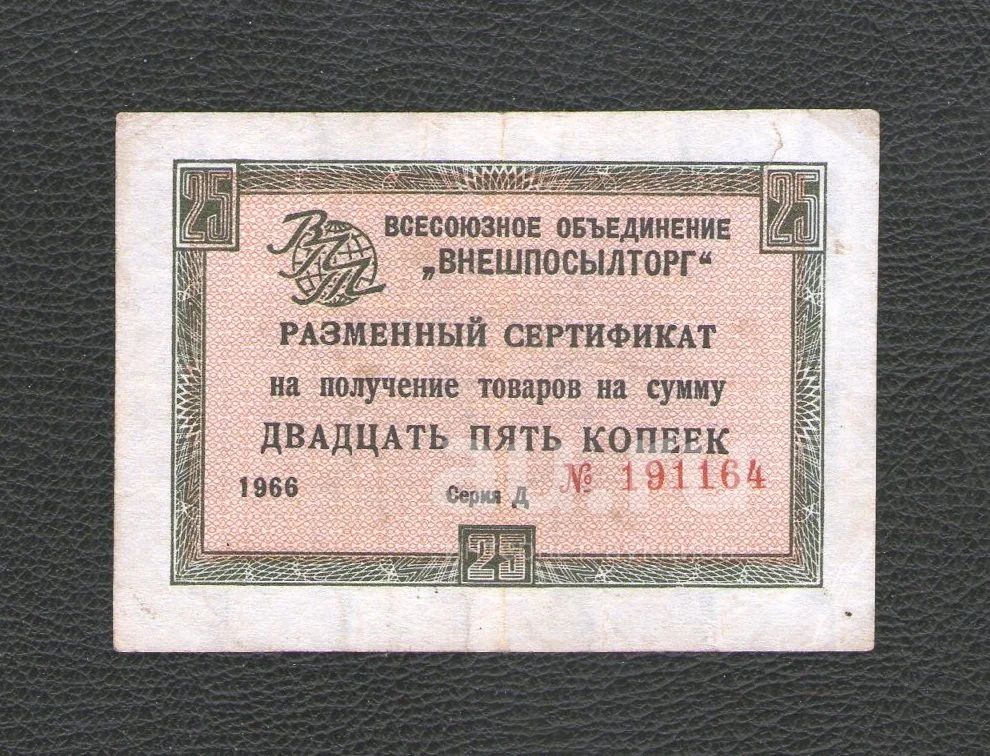 25 25
ВПТ
ВСЕСОЮЗНОЕ ОБЪЕДИНЕНИЕ
„ВНЕШПОСЫЛТОРГ“
РАЗМЕННЫЙ СЕРТИФИКАТ
на получение товаров на сумму
ДВАДЦАТЬ ПЯТЬ КОПЕЕК
1966 Серия Д № 191164
25